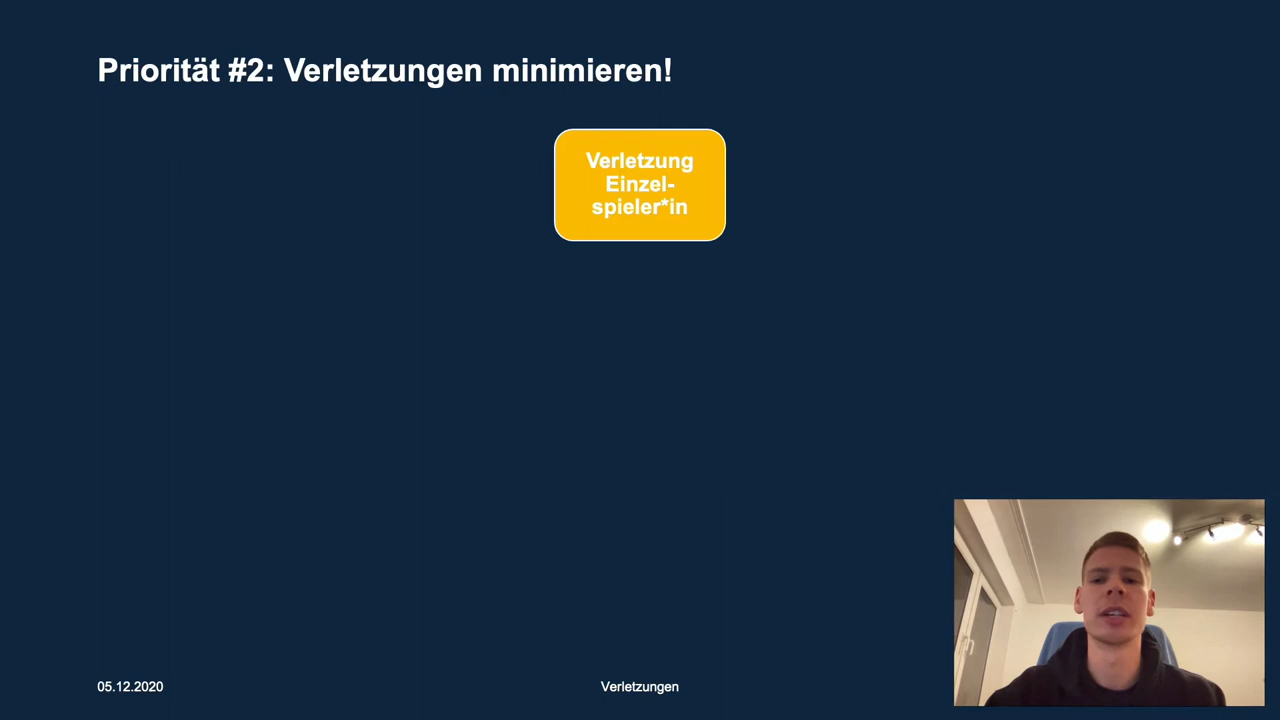 Priorität #2: Verletzungen minimieren!
Verletzung
Einzel-
spieler*in
05.12.2020
Verletzungen